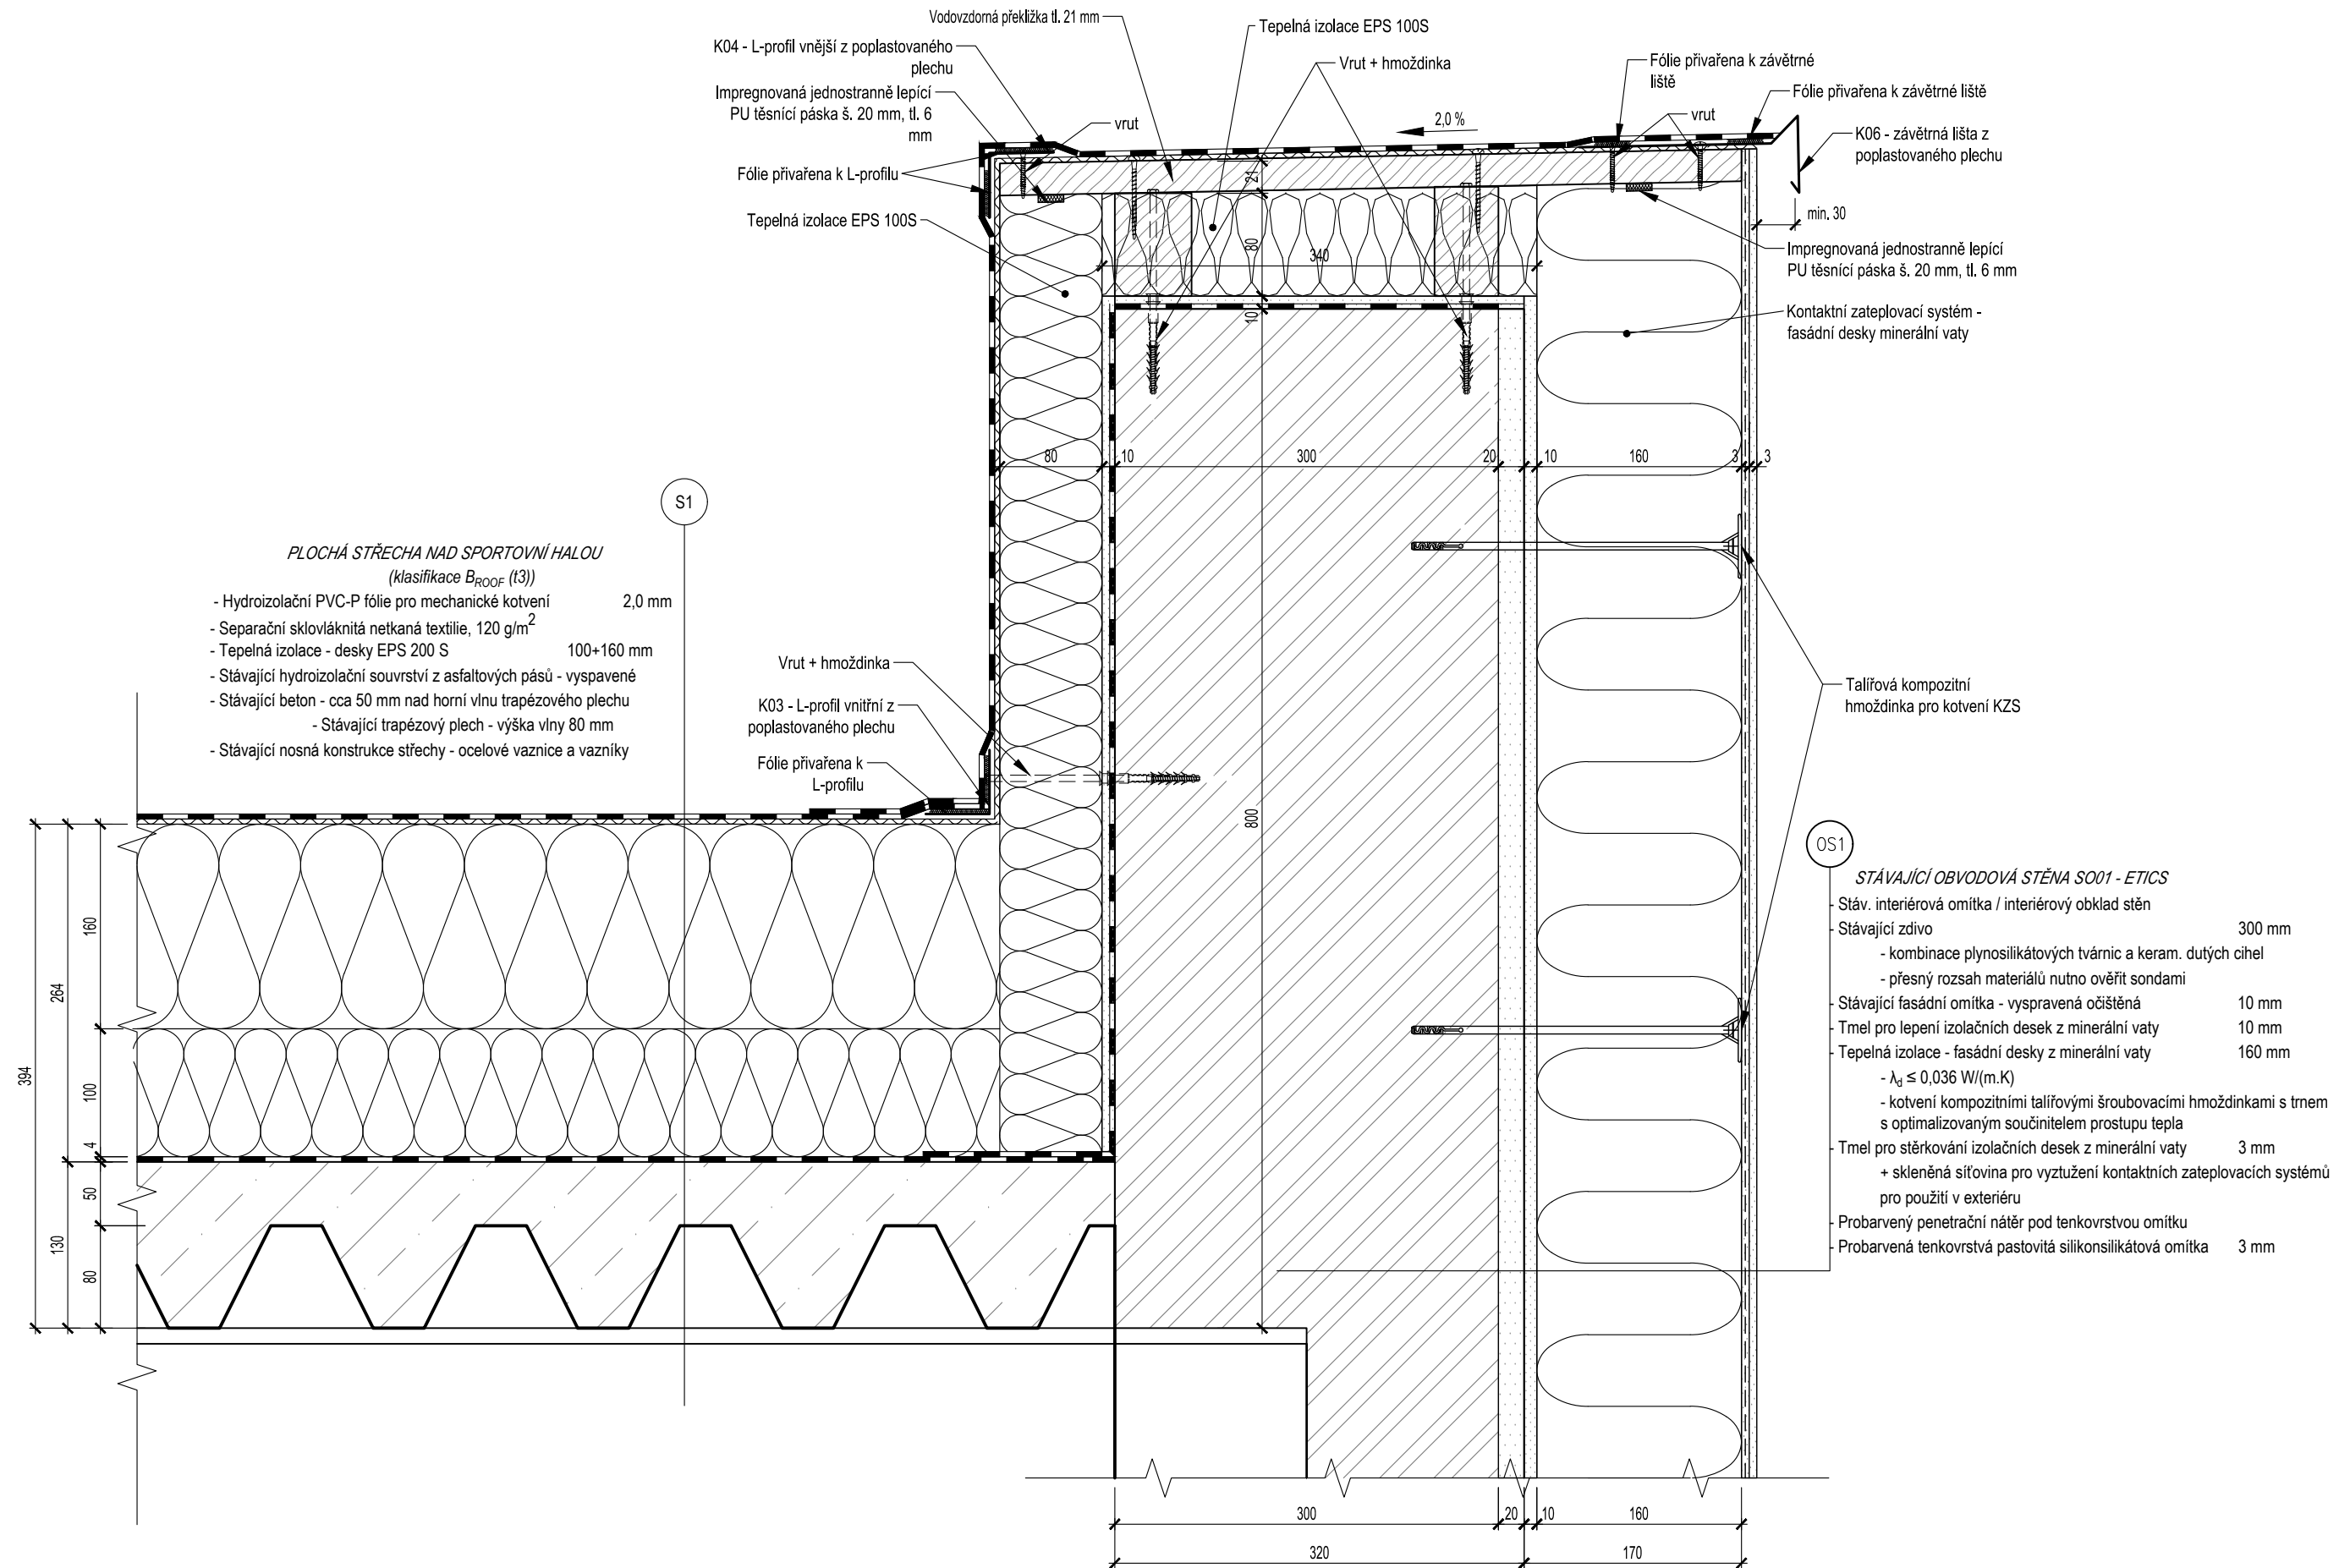 Vodovzdorná překližka tl. 21 mm
Tepelná izolace EPS 100S
K04 - L-profil vnější z poplastovaného
plechu
Vrut + hmoždinka
Fólie přivařena k závětrné
liště
Fólie přivařena k závětrné liště
Impregnovaná jednostranně lepící
PU těsnící páska š. 20 mm, tl. 6
mm
vrut
2,0 %
vrut
K06 - závětrná lišta z
poplastovaného plechu
Fólie přivařena k L-profilu
21
Tepelná izolace EPS 100S
min. 30
80
340
Impregnovaná jednostranně lepící
PU těsnící páska š. 20 mm, tl. 6 mm
10
Kontaktní zateplovací systém -
fasádní desky minerální vaty
80
10
300
20
10
160
3
3
S1
PLOCHÁ STŘECHA NAD SPORTOVNÍ HALOU
(klasifikace BROOF (t3))
- Hydroizolační PVC-P fólie pro mechanické kotvení 2,0 mm
- Separační sklovláknitá netkaná textilie, 120 g/m2
- Tepelná izolace - desky EPS 200 S 100+160 mm
- Stávající hydroizolační souvrství z asfaltových pásů - vyspavené
- Stávající beton - cca 50 mm nad horní vlnu trapézového plechu
- Stávající trapézový plech - výška vlny 80 mm
- Stávající nosná konstrukce střechy - ocelové vaznice a vazníky
Vrut + hmoždinka
K03 - L-profil vnitřní z
poplastovaného plechu
Fólie přivařena k
L-profilu
Talířová kompozitní
hmoždinka pro kotvení KZS
800
OS1
STÁVAJÍCÍ OBVODOVÁ STĚNA SO01 - ETICS
- Stáv. interiérová omítka / interiérový obklad stěn
- Stávající zdivo 300 mm
- kombinace plynosilikátových tvárnic a keram. dutých cihel
- přesný rozsah materiálů nutno ověřit sondami
- Stávající fasádní omítka - vyspravená očištěná 10 mm
- Tmel pro lepení izolačních desek z minerální vaty 10 mm
- Tepelná izolace - fasádní desky z minerální vaty 160 mm
- λd ≤ 0,036 W/(m.K)
- kotvení kompozitními talířovými šroubovacími hmoždinkami s trnem
s optimalizovaným součinitelem prostupu tepla
- Tmel pro stěrkování izolačních desek z minerální vaty 3 mm
+ skleněná síťovina pro vyztužení kontaktních zateplovacích systémů
pro použití v exteriéru
- Probarvený penetrační nátěr pod tenkovrstvou omítku
- Probarvená tenkovrstvá pastovitá silikonsilikátová omítka 3 mm
394
264
130
160
100
4
50
80
300
20
10
160
320
170